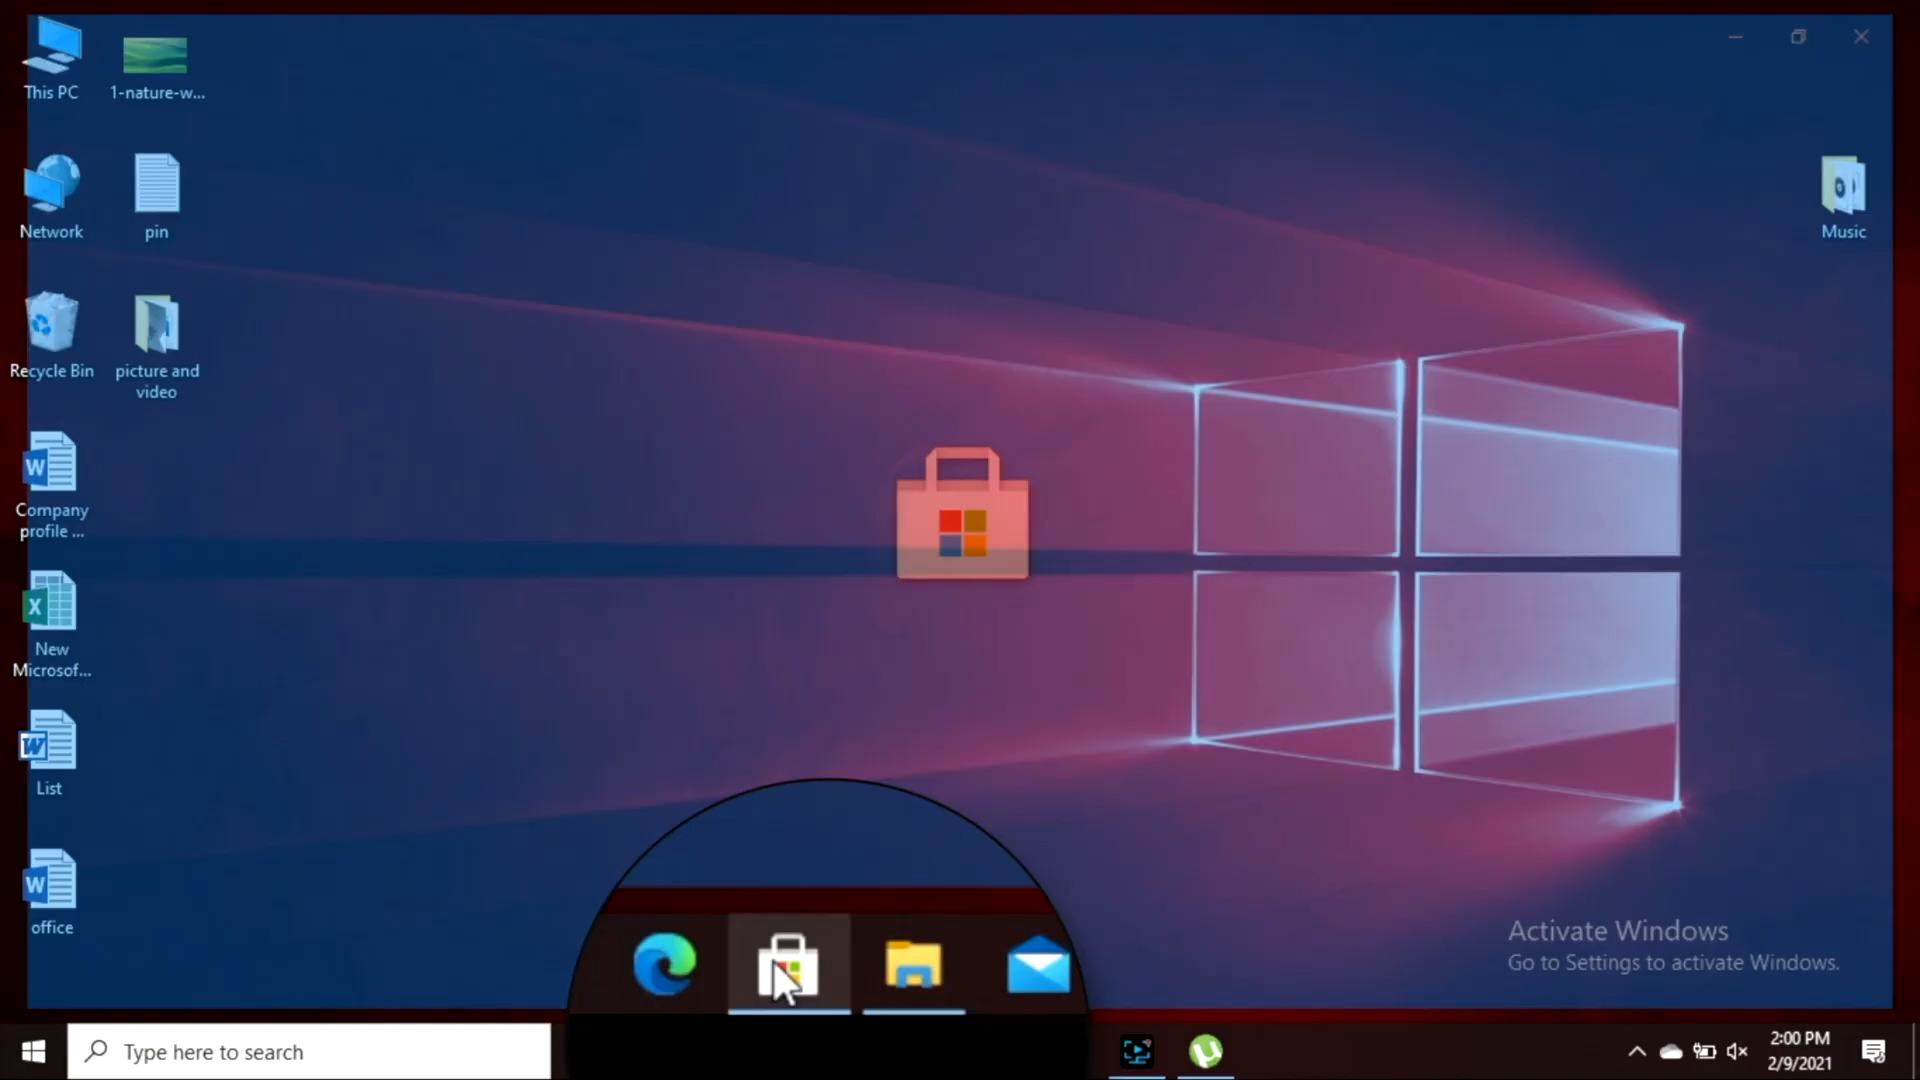 This PC
1-nature-w...
Network
pin
Music
Recycle Bin
picture and
video
Company
profile ...
New
Microsof...
List
office
Activate Windows
Go to Settings to activate Windows.
Type here to search
2:00 PM
2/9/2021